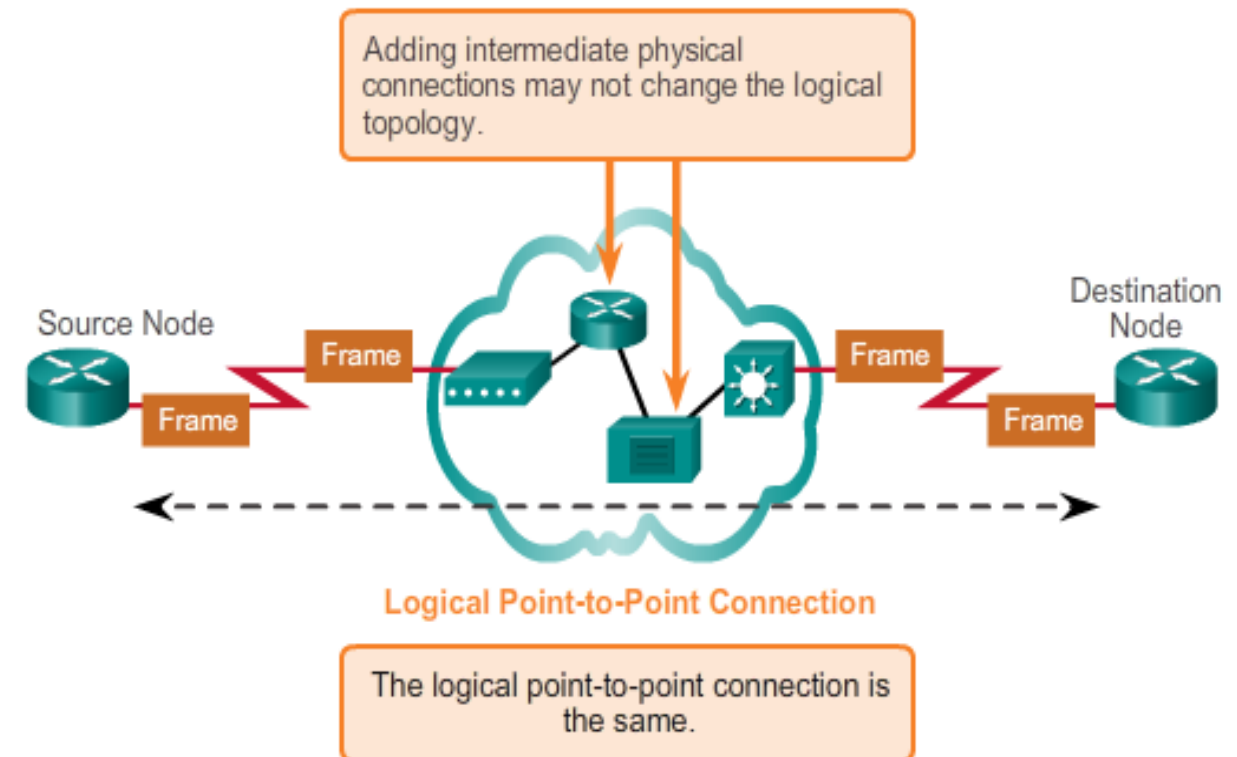 Adding intermediate physical
connections may not change the logical
topology.
Source Node
Destination
Node
Frame
Frame
Frame
Frame
Logical Point-to-Point Connection
The logical point-to-point connection is
the same.